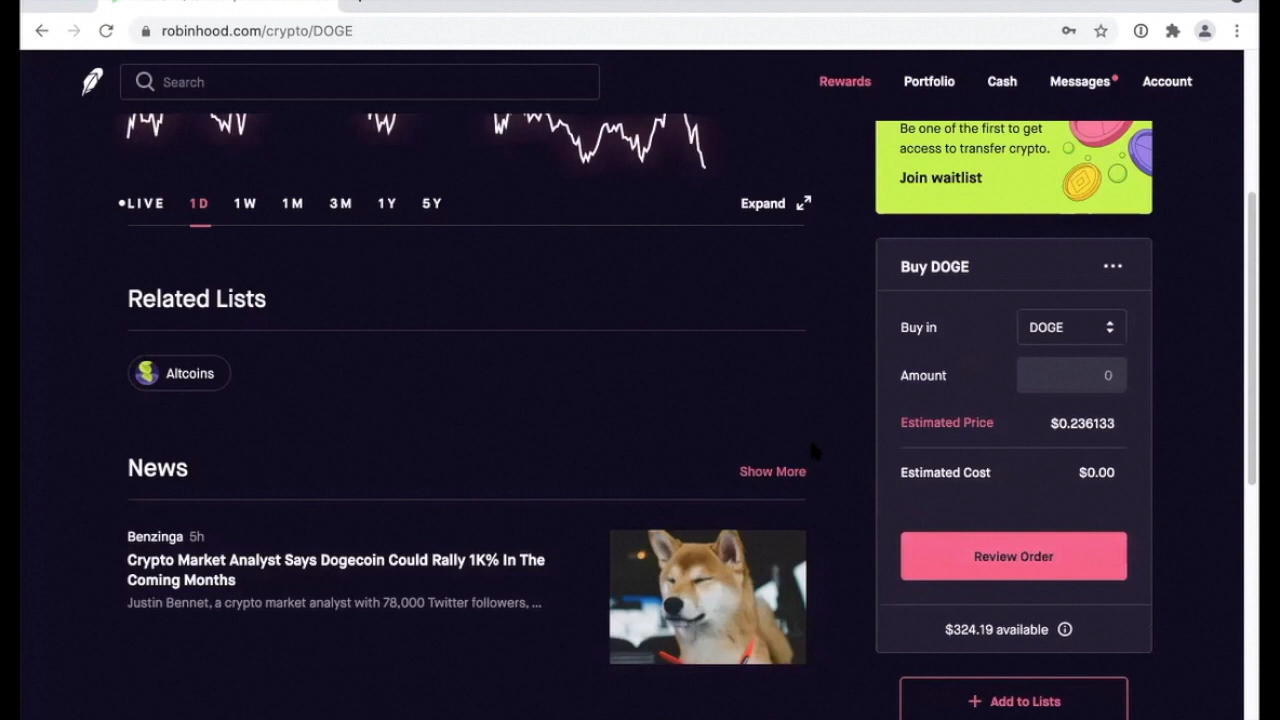 robinhood.com/crypto/DOGE
Search
Rewards
Portfolio
Cash
Messages
Account
Be one of the first to get
access to transfer crypto.
Join waitlist
LIVE 1D 1W 1M 3M 1Y 5Y
Expand
Related Lists
Altcoins
News
Show More
Benzinga 5h
Crypto Market Analyst Says Dogecoin Could Rally 1K% In The
Coming Months
Justin Bennet, a crypto market analyst with 78,000 Twitter followers, ...
Buy DOGE
Buy in DOGE
Amount 0
Estimated Price $0.236133
Estimated Cost $0.00
Review Order
$324.19 available
+ Add to Lists